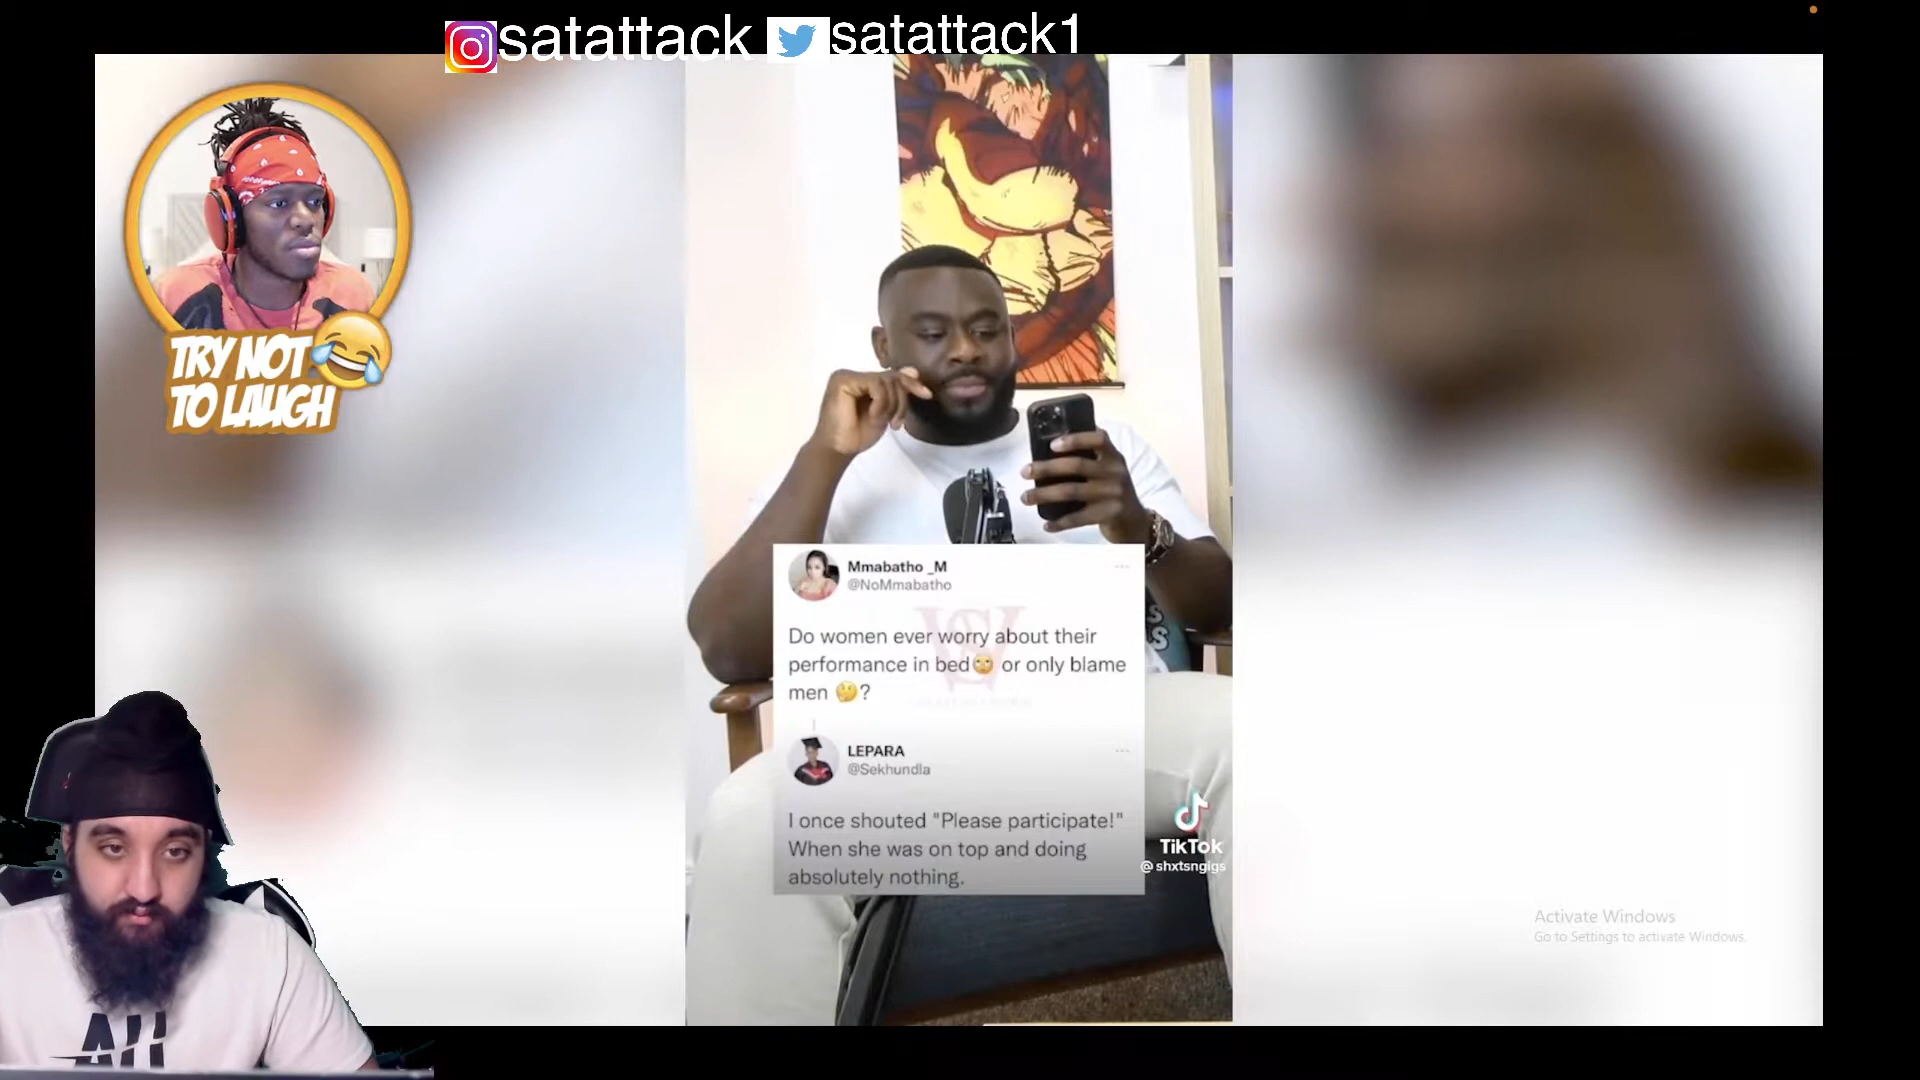 satattack satattack1
TRY NOT
TO LAUGH
Mmabatho _M
@NoMmabatho
Do women ever worry about their
performance in bed🙄 or only blame
men 🤔?
LEPARA
@Sekhundla
I once shouted "Please participate!"
When she was on top and doing
absolutely nothing.
TikTok
@shxtsngigs
Activate Windows
Go to Settings to activate Windows.